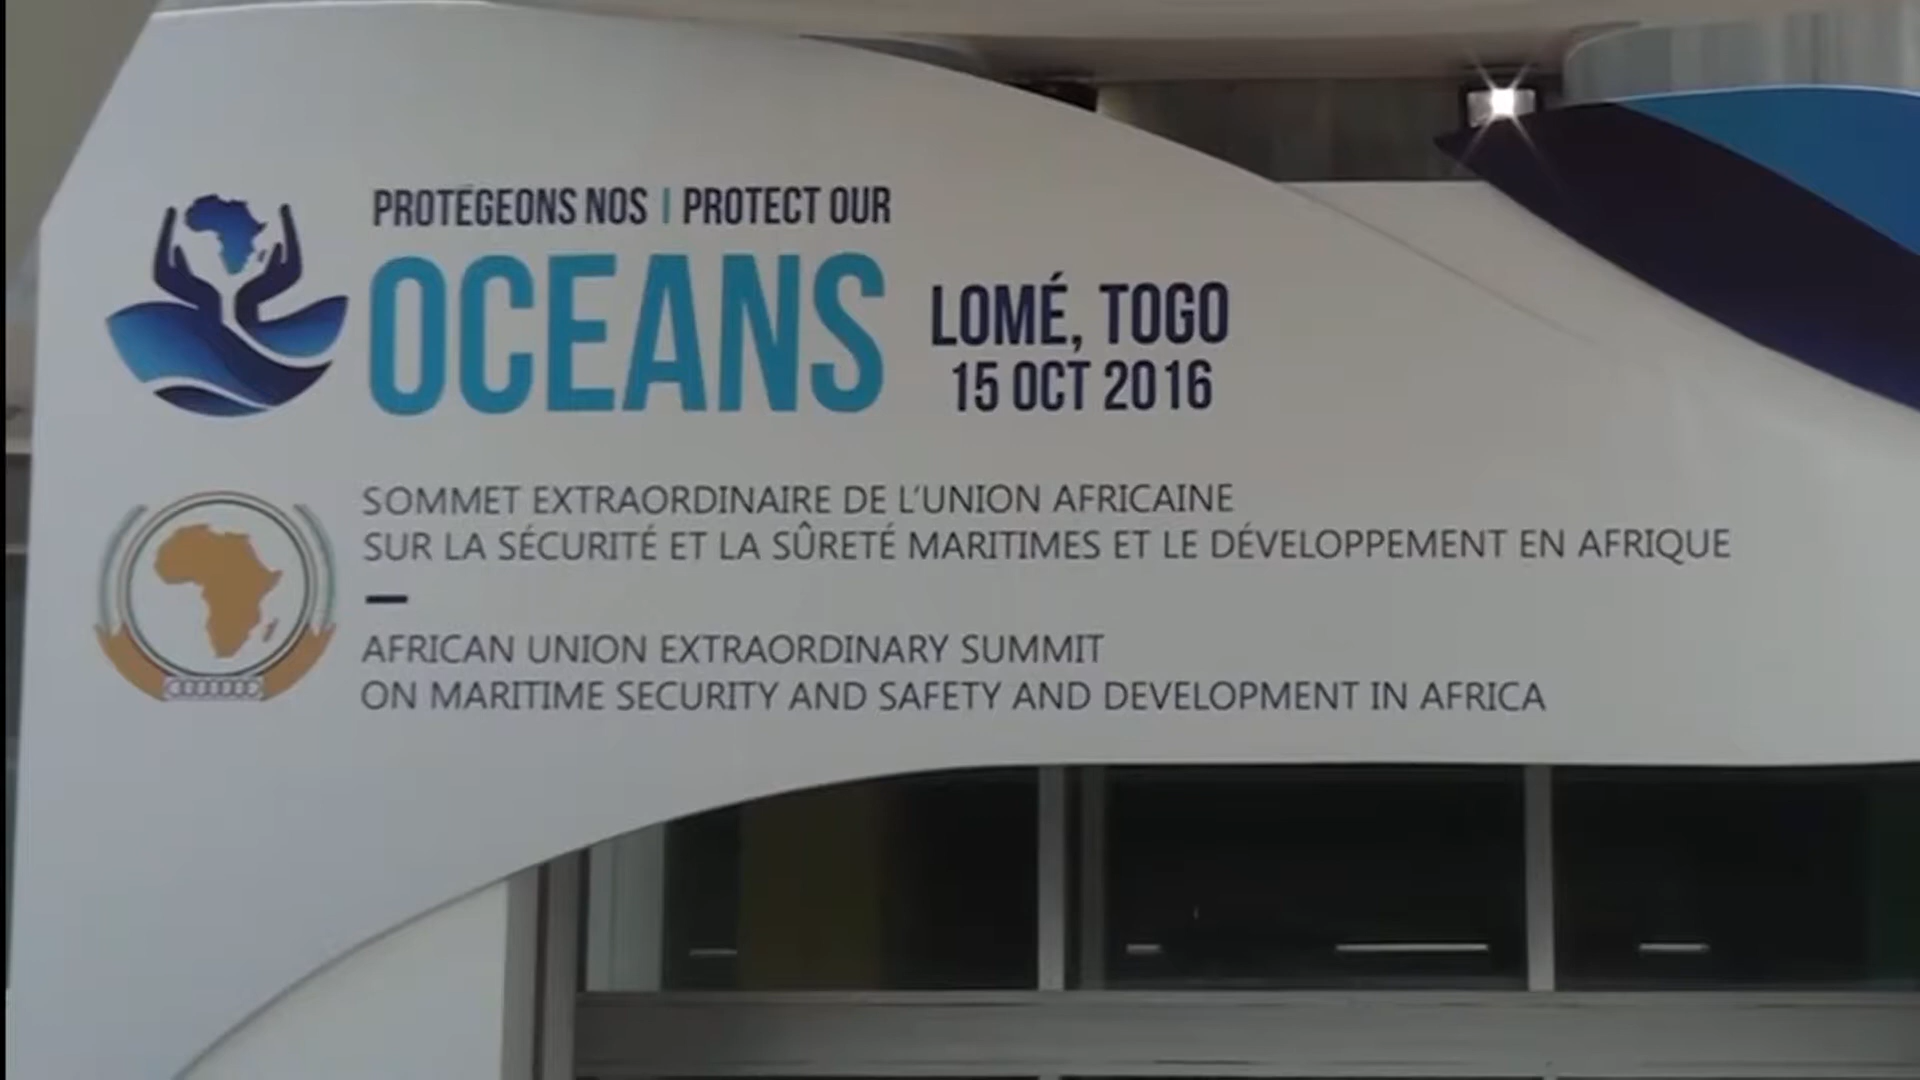 PROTÉGEONS NOS | PROTECT OUR
OCEANS
LOMÉ, TOGO
15 OCT 2016
SOMMET EXTRAORDINAIRE DE L'UNION AFRICAINE
SUR LA SÉCURITÉ ET LA SÛRETÉ MARITIMES ET LE DÉVELOPPEMENT EN AFRIQUE
AFRICAN UNION EXTRAORDINARY SUMMIT
ON MARITIME SECURITY AND SAFETY AND DEVELOPMENT IN AFRICA